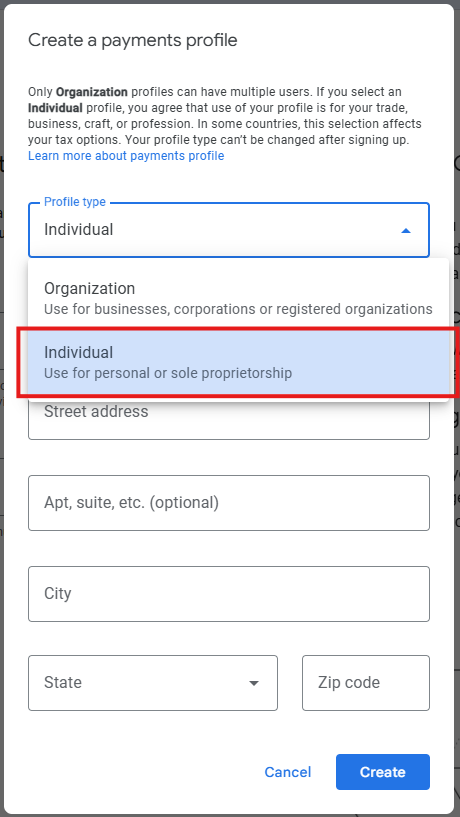 Create a payments profile
Only Organization profiles can have multiple users. If you select an
Individual profile, you agree that use of your profile is for your trade,
business, craft, or profession. In some countries, this selection affects
your tax options. Your profile type can't be changed after signing up.
Learn more about payments profile
Profile type
Individual
Organization
Use for businesses, corporations or registered organizations
Individual
Use for personal or sole proprietorship
Street address
Apt, suite, etc. (optional)
City
State
Zip code
Cancel
Create